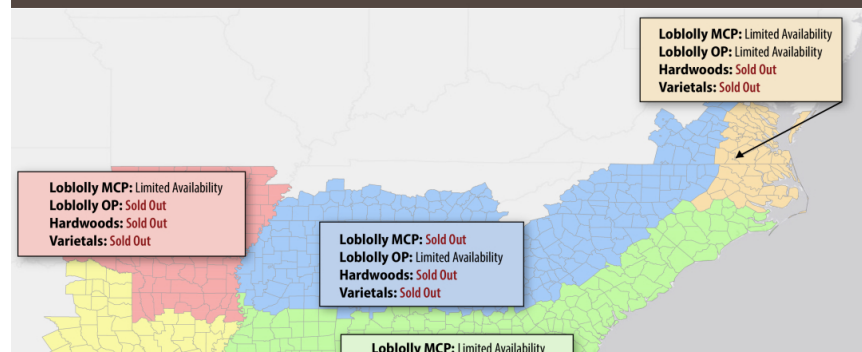 Loblolly MCP: Limited Availability
Loblolly OP: Limited Availability
Hardwoods: Sold Out
Varietals: Sold Out
Loblolly MCP: Limited Availability
Loblolly OP: Sold Out
Hardwoods: Sold Out
Varietals: Sold Out
Loblolly MCP: Sold Out
Loblolly OP: Limited Availability
Hardwoods: Sold Out
Varietals: Sold Out
Loblolly MCP: Limited Availability